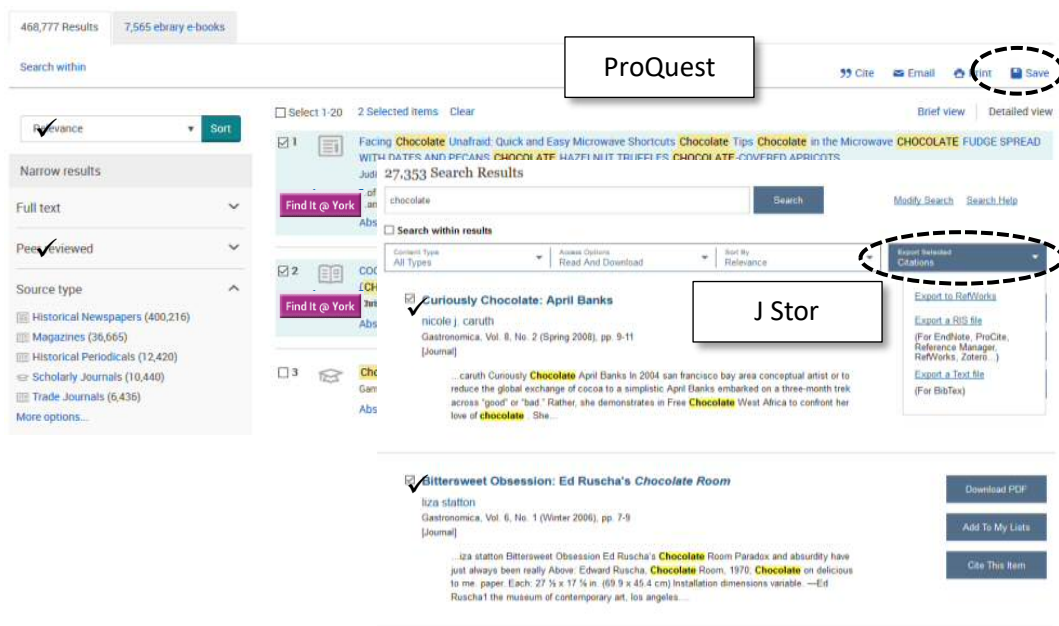 468,777 Results
7,565 ebrary e-books
ProQuest
Search within
Cite
Email
Print
Save
Select 1-20
2 Selected items
Clear
Brief view
Detailed view
Relevance
Sort
1
Facing Chocolate Unafraid: Quick and Easy Microwave Shortcuts Chocolate Tips Chocolate in the Microwave CHOCOLATE FUDGE SPREAD
WITH DATES AND PECANS CHOCOLATE HAZELNUT TRUFFLES CHOCOLATE-COVERED APRICOTS
Narrow results
Full text
Peer reviewed
Source type
Historical Newspapers (400,216)
Magazines (36,665)
Historical Periodicals (12,420)
Scholarly Journals (10,440)
Trade Journals (6,436)
More options...
Find It @ York
Abs
2
COC
Find It @ York
Abs
3
Cho
Gam
Abs
27,353 Search Results
chocolate
Search
Modify Search
Search Help
Search within results
Content Type
All Types
Access Options
Read And Download
Sort By
Relevance
Export Selected
Citations
J Stor
Export to RefWorks
Export a RIS file
(For EndNote, ProCite,
Reference Manager,
RefWorks, Zotero...)
Export a Text file
(For BibTex)
Curiously Chocolate: April Banks
nicole j. caruth
Gastronomica, Vol. 8, No. 2 (Spring 2008), pp. 9-11
[Journal]
...caruth Curiously Chocolate April Banks In 2004 san francisco bay area conceptual artist or to
reduce the global exchange of cocoa to a simplistic April Banks embarked on a three-month trek
across "good" or "bad." Rather, she demonstrates in Free Chocolate West Africa to confront her
love of chocolate . She...
Bittersweet Obsession: Ed Ruscha's Chocolate Room
liza statton
Gastronomica, Vol. 6, No. 1 (Winter 2006), pp. 7-9
[Journal]
...iza statton Bittersweet Obsession Ed Ruscha's Chocolate Room Paradox and absurdity have
just always been really Above: Edward Ruscha, Chocolate Room, 1970, Chocolate on delicious
to me. paper. Each: 27 ½ x 17 ⅞ in. (69.9 x 45.4 cm) Installation dimensions variable. —Ed
Ruscha1 the museum of contemporary art, los angeles....
Download PDF
Add To My Lists
Cite This Item